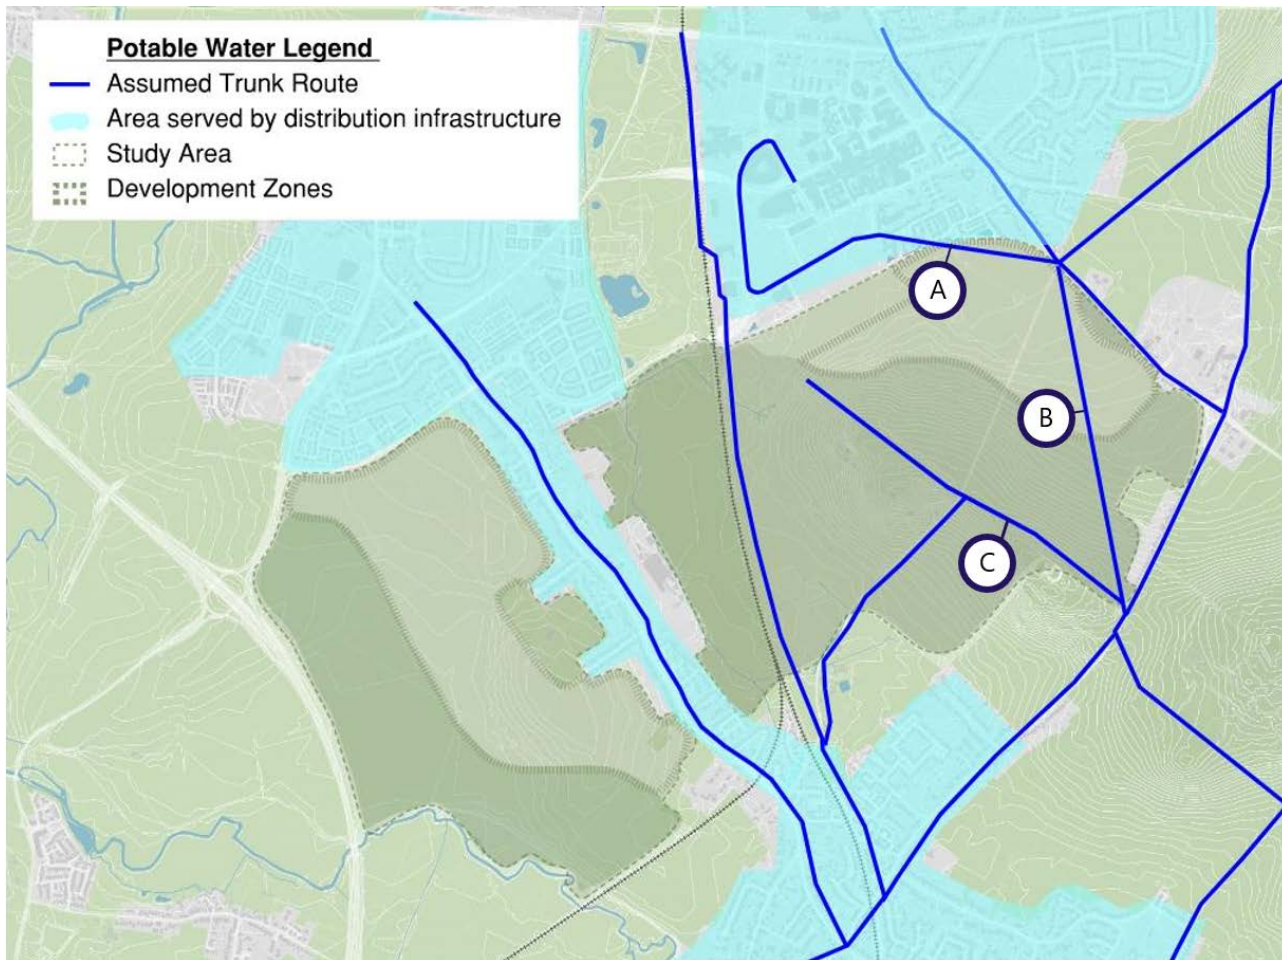 Potable Water Legend
Assumed Trunk Route
Area served by distribution infrastructure
Study Area
Development Zones
A
B
C